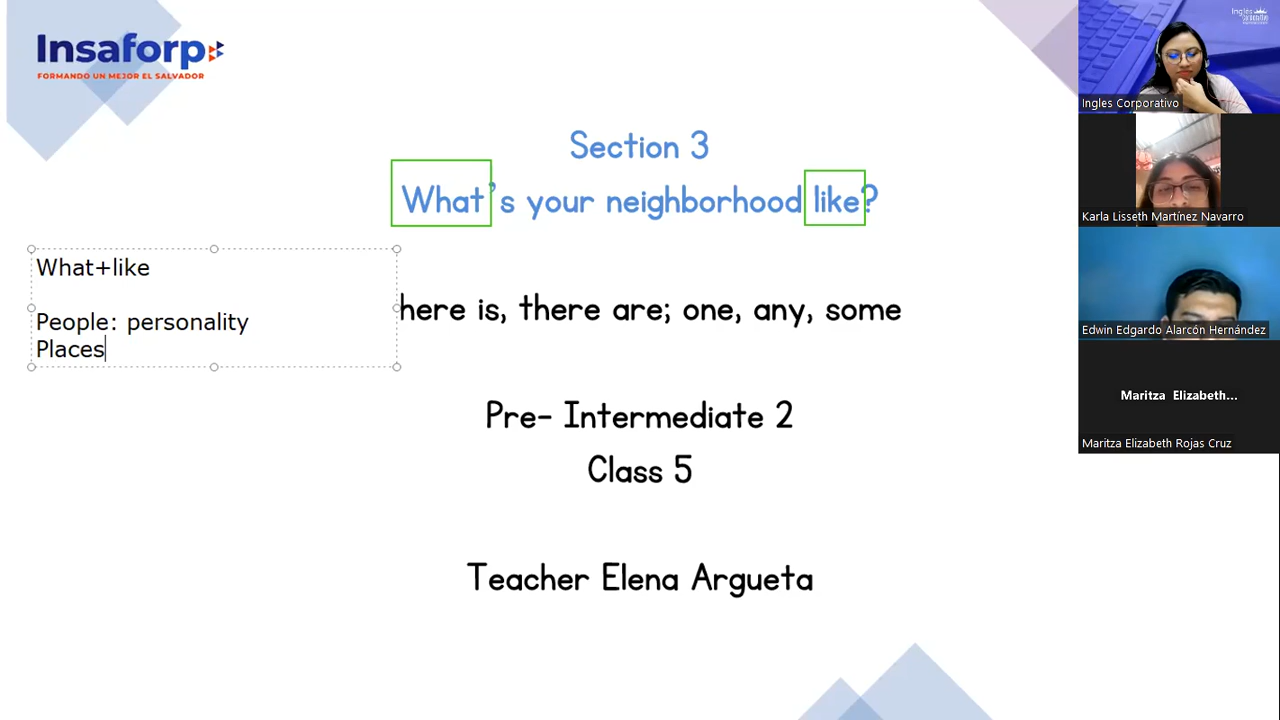 Insaforp
FORMANDO UN MEJOR EL SALVADOR
Section 3
What's your neighborhood like?
What+like
People: personality
Places
here is, there are; one, any, some
Pre- Intermediate 2
Class 5
Teacher Elena Argueta
Inglés
Ingles Corporativo
Karla Lisseth Martínez Navarro
Edwin Edgardo Alarcón Hernández
Maritza Elizabeth...
Maritza Elizabeth Rojas Cruz